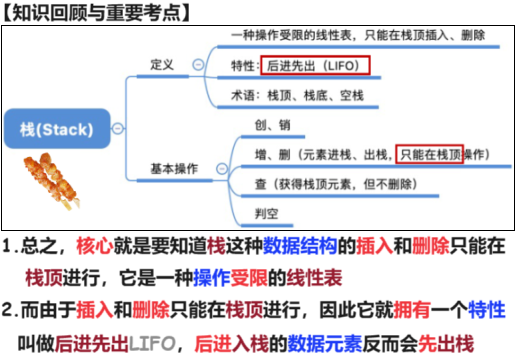 【知识回顾与重要考点】
一种操作受限的线性表，只能在栈顶插入、删除
定义
特性：后进先出（LIFO）
术语：栈顶、栈底、空栈
栈(Stack)
创、销
增、删（元素进栈、出栈，只能在栈顶操作）
基本操作
查（获得栈顶元素，但不删除）
判空
1.总之，核心就是要知道栈这种数据结构的插入和删除只能在
栈顶进行，它是一种操作受限的线性表
2.而由于插入和删除只能在栈顶进行，因此它就拥有一个特性
叫做后进先出LIFO，后进入栈的数据元素反而会先出栈